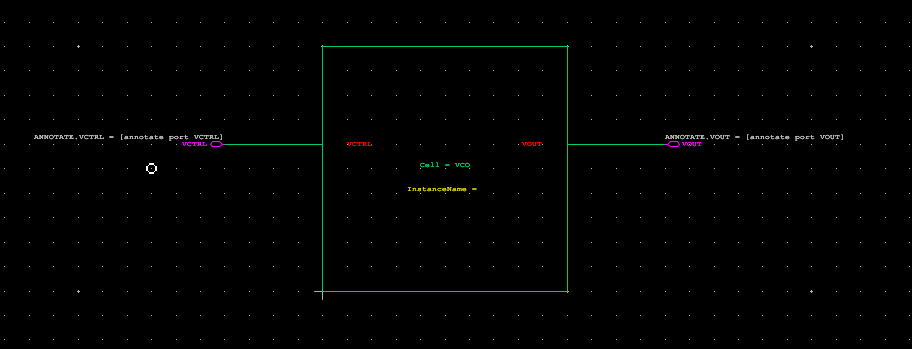 ANNOTATE.VCTRL = [annotate port VCTRL]
ANNOTATE.VOUT = [annotate port VOUT]
VCTRL
VCTRL
VOUT
VOUT
Cell = VCO
InstanceName =